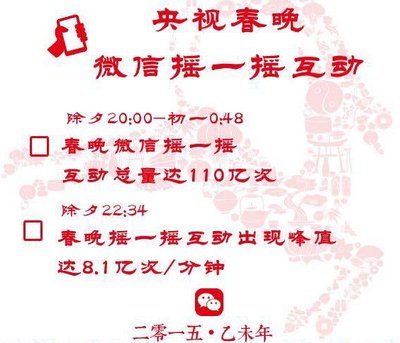 央视春晚
微信摇一摇互动
除夕20:00-初一0:48
春晚微信摇一摇
互动总量达110亿次
除夕22:34
春晚摇一摇互动出现峰值
达8.1亿次/分钟
二零一五·乙未年